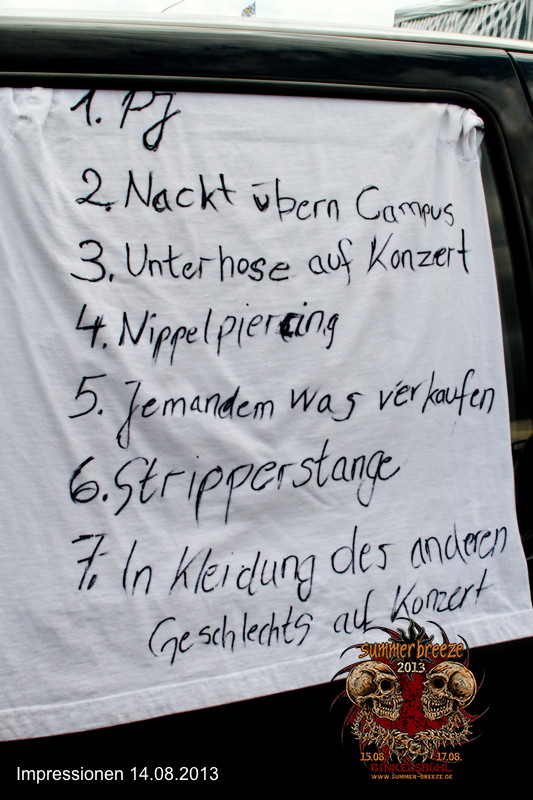 1. PJ
2. Nackt übern Campus
3. Unterhose auf Konzert
4. Nippelpiercing
5. Jemandem was verkaufen
6. Stripperstange
7. In Kleidung des anderen
Geschlechts auf Konzert
summer breeze
2013
15.08. 17.08.
DINKELSBÜHL
WWW.SUMMER-BREEZE.DE
Impressionen 14.08.2013